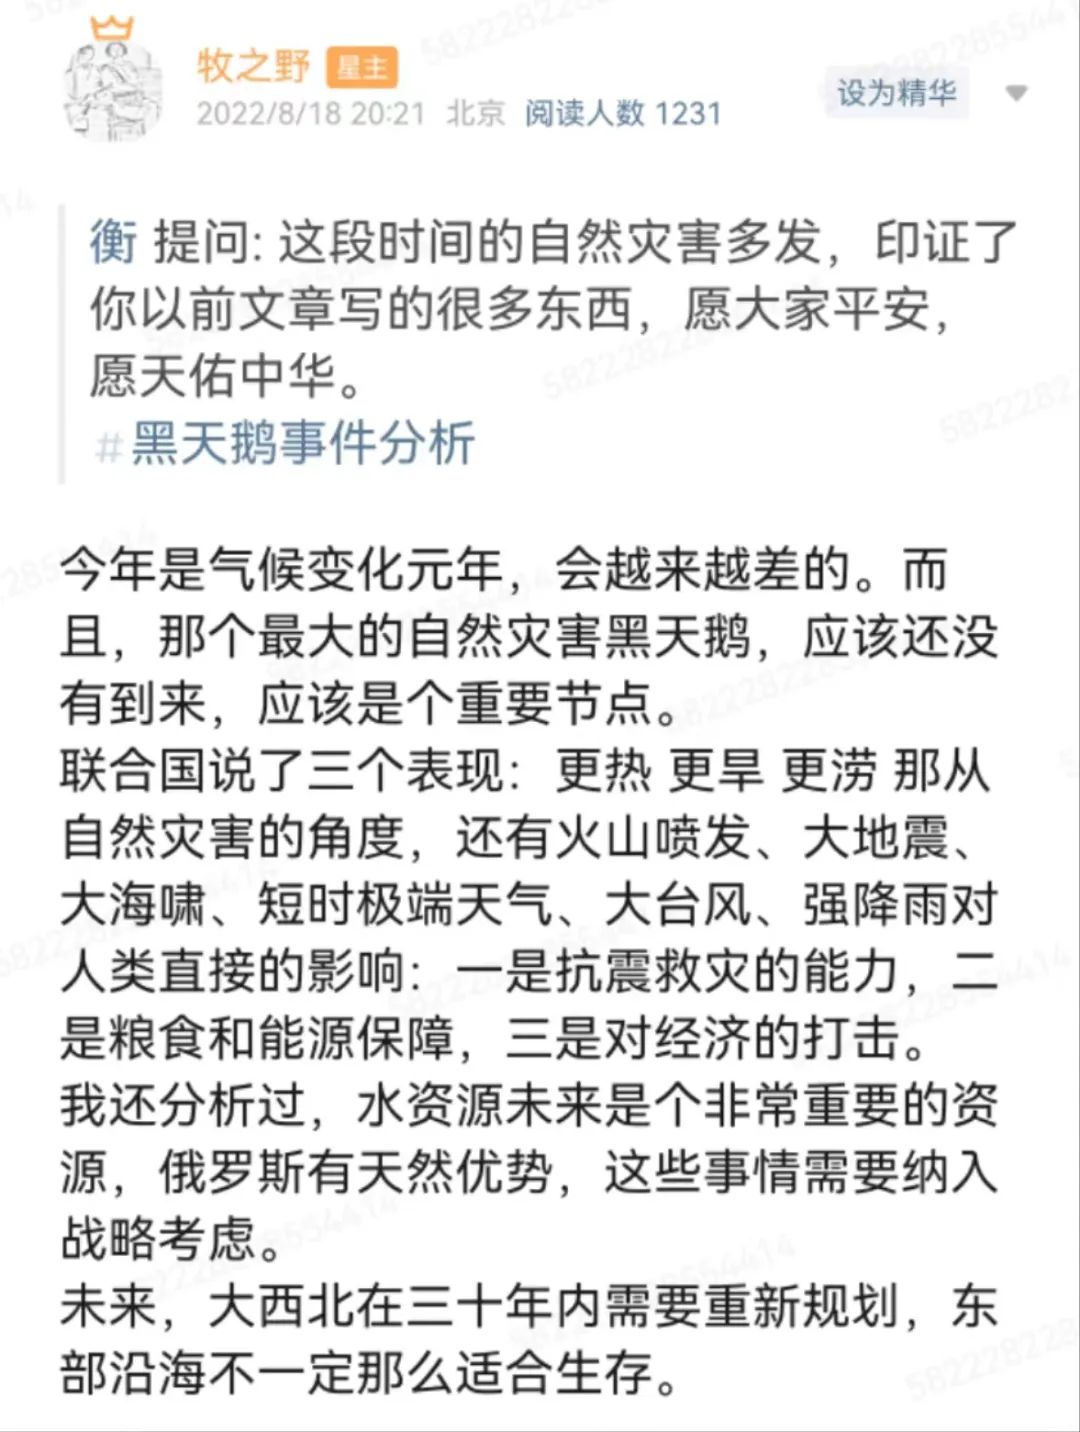 牧之野 星主
2022/8/18 20:21 北京 阅读人数 1231
设为精华
衡 提问: 这段时间的自然灾害多发，印证了
你以前文章写的很多东西，愿大家平安，
愿天佑中华。
#黑天鹅事件分析
今年是气候变化元年，会越来越差的。而
且，那个最大的自然灾害黑天鹅，应该还没
有到来，应该是个重要节点。
联合国说了三个表现：更热 更旱 更涝 那从
自然灾害的角度，还有火山喷发、大地震、
大海啸、短时极端天气、大台风、强降雨对
人类直接的影响：一是抗震救灾的能力，二
是粮食和能源保障，三是对经济的打击。
我还分析过，水资源未来是个非常重要的资
源，俄罗斯有天然优势，这些事情需要纳入
战略考虑。
未来，大西北在三十年内需要重新规划，东
部沿海不一定那么适合生存。
582228554414